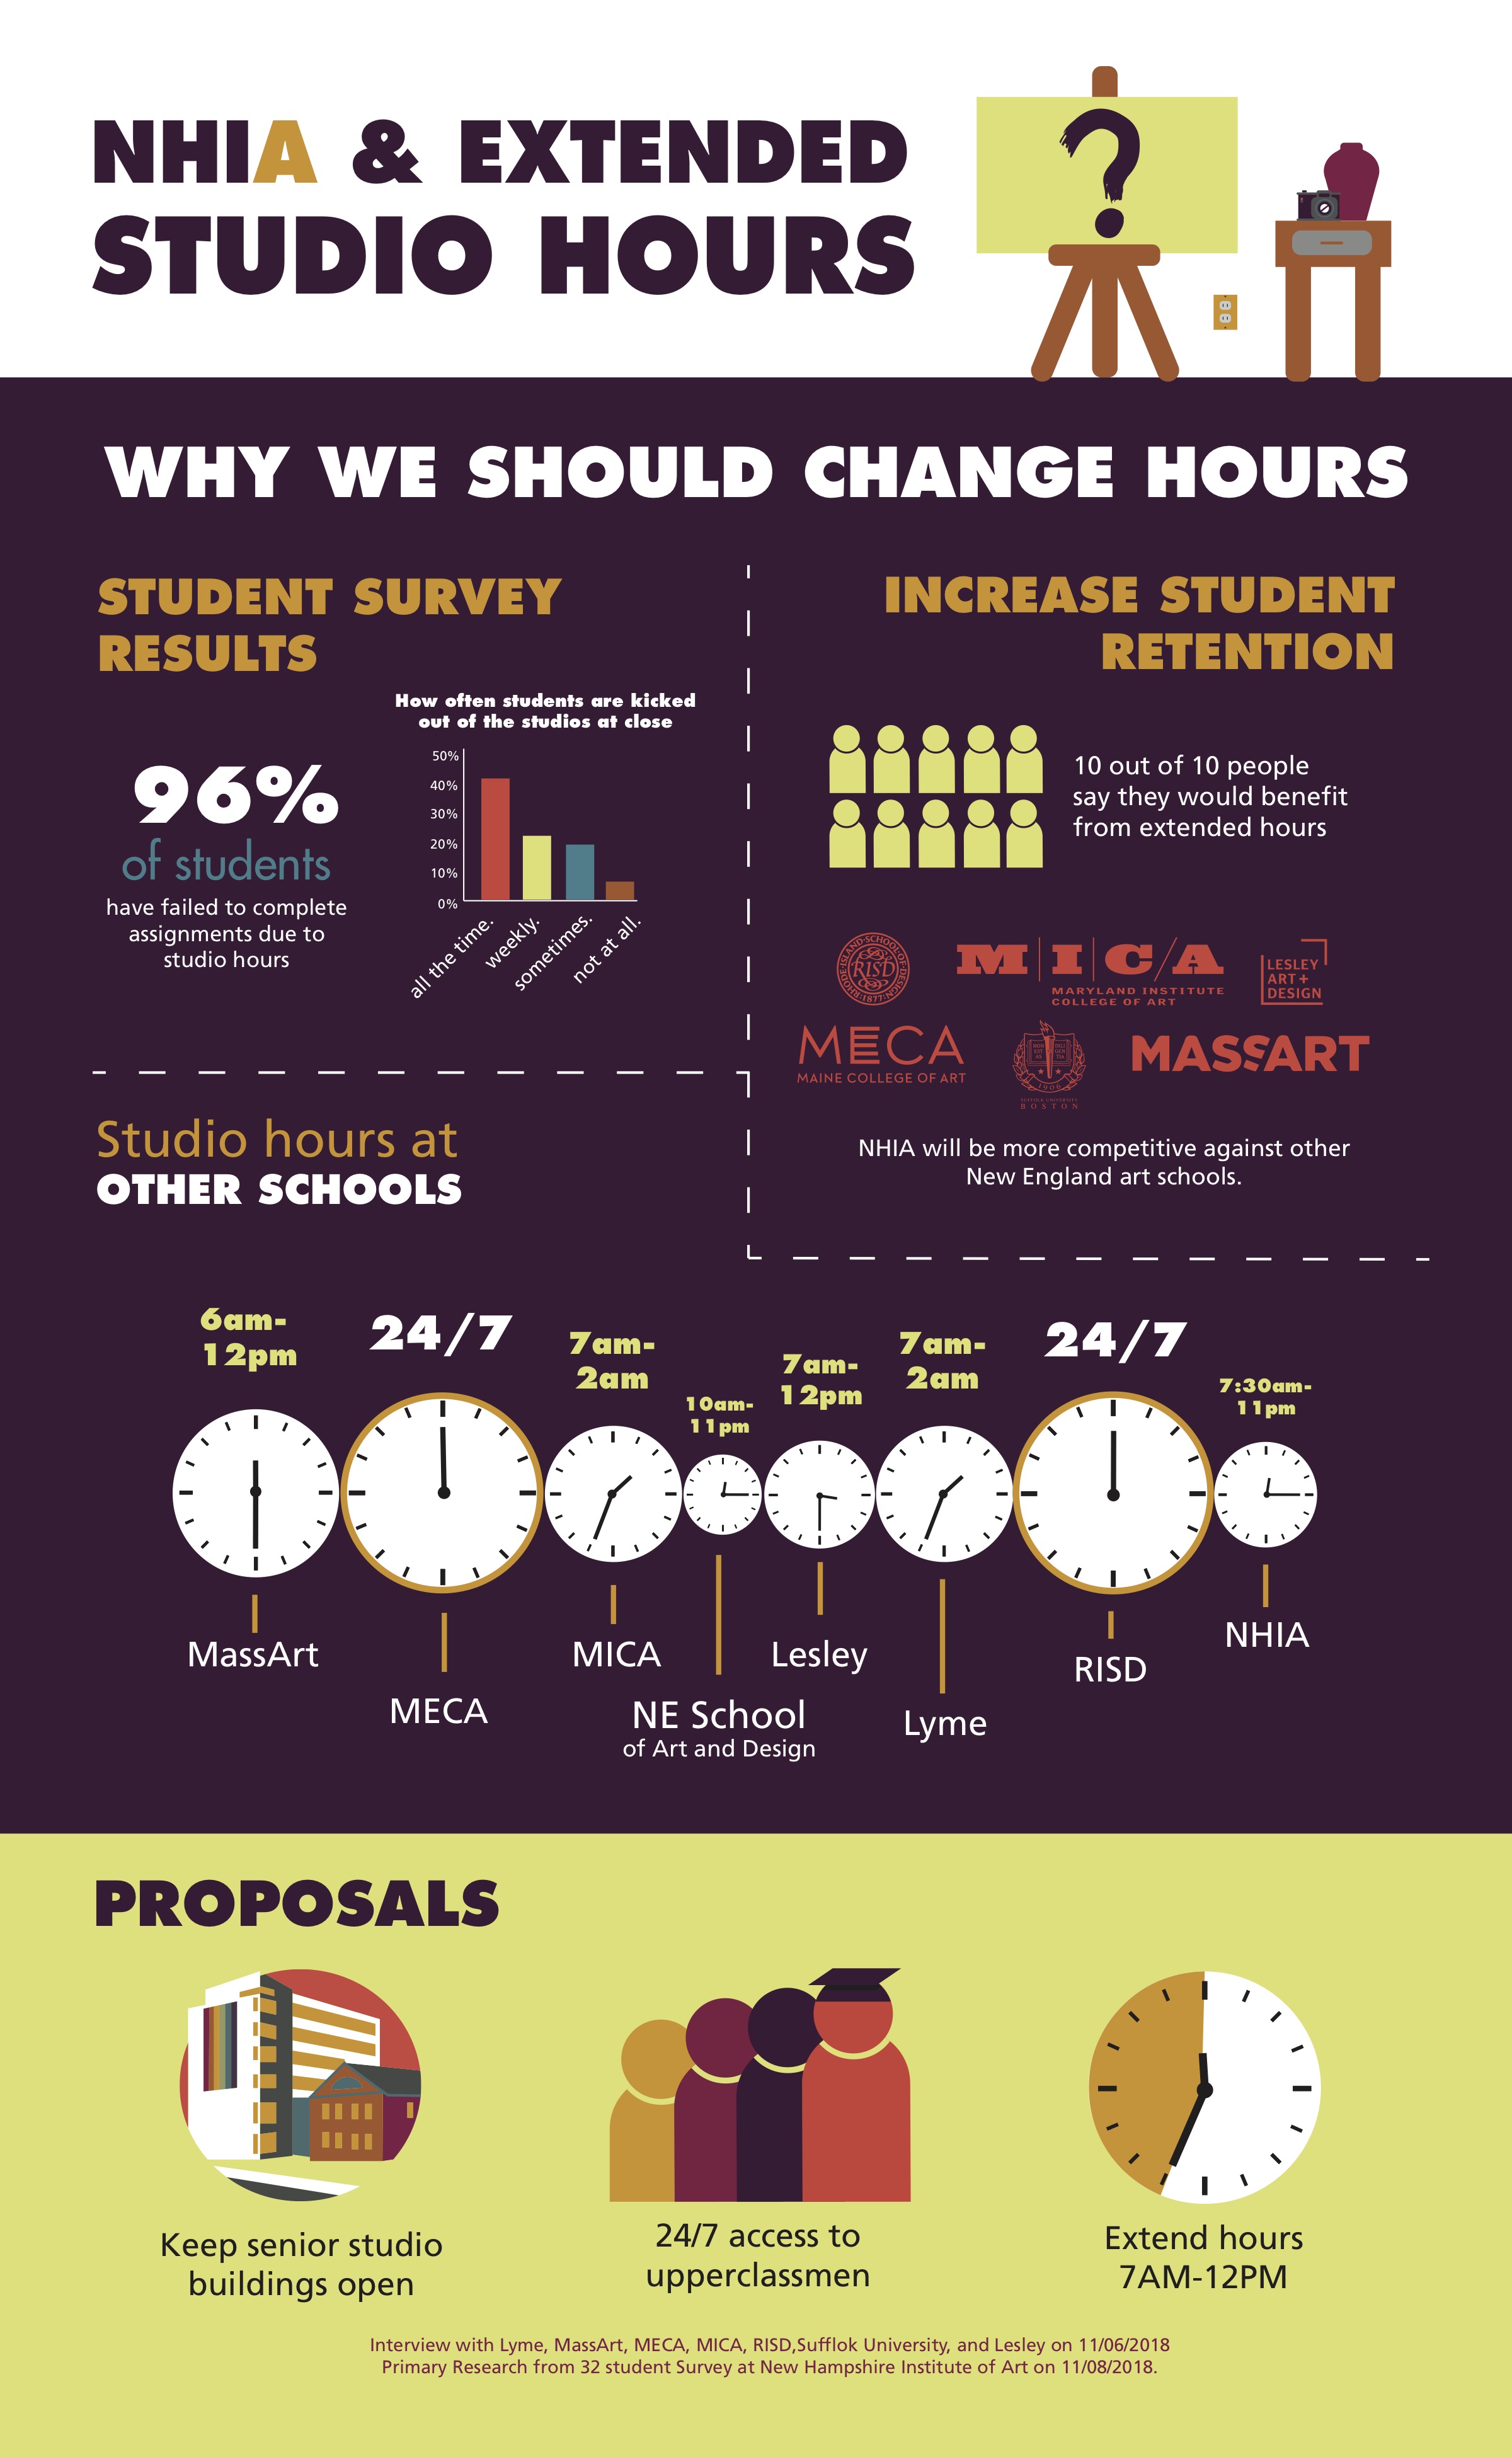 NHIA & EXTENDED
STUDIO HOURS
WHY WE SHOULD CHANGE HOURS
STUDENT SURVEY
RESULTS
96%
of students
have failed to complete
assignments due to
studio hours
How often students are kicked
out of the studios at close
50%
40%
30%
20%
10%
0%
all the time.
weekly.
sometimes.
not at all.
INCREASE STUDENT
RETENTION
10 out of 10 people
say they would benefit
from extended hours
RHODE·ISLAND·SCHOOL·OF·DESIGN
RISD
1877
MICA
MARYLAND INSTITUTE
COLLEGE OF ART
LESLEY
ART+
DESIGN
MECA
MAINE COLLEGE OF ART
1906
SUFFOLK UNIVERSITY
BOSTON
MASSART
NHIA will be more competitive against other
New England art schools.
Studio hours at
OTHER SCHOOLS
6am-
12pm
MassArt
24/7
MECA
7am-
2am
MICA
10am-
11pm
NE School
of Art and Design
7am-
12pm
Lesley
7am-
2am
Lyme
24/7
RISD
7:30am-
11pm
NHIA
PROPOSALS
Keep senior studio
buildings open
24/7 access to
upperclassmen
Extend hours
7AM-12PM
Interview with Lyme, MassArt, MECA, MICA, RISD,Sufflok University, and Lesley on 11/06/2018
Primary Research from 32 student Survey at New Hampshire Institute of Art on 11/08/2018.